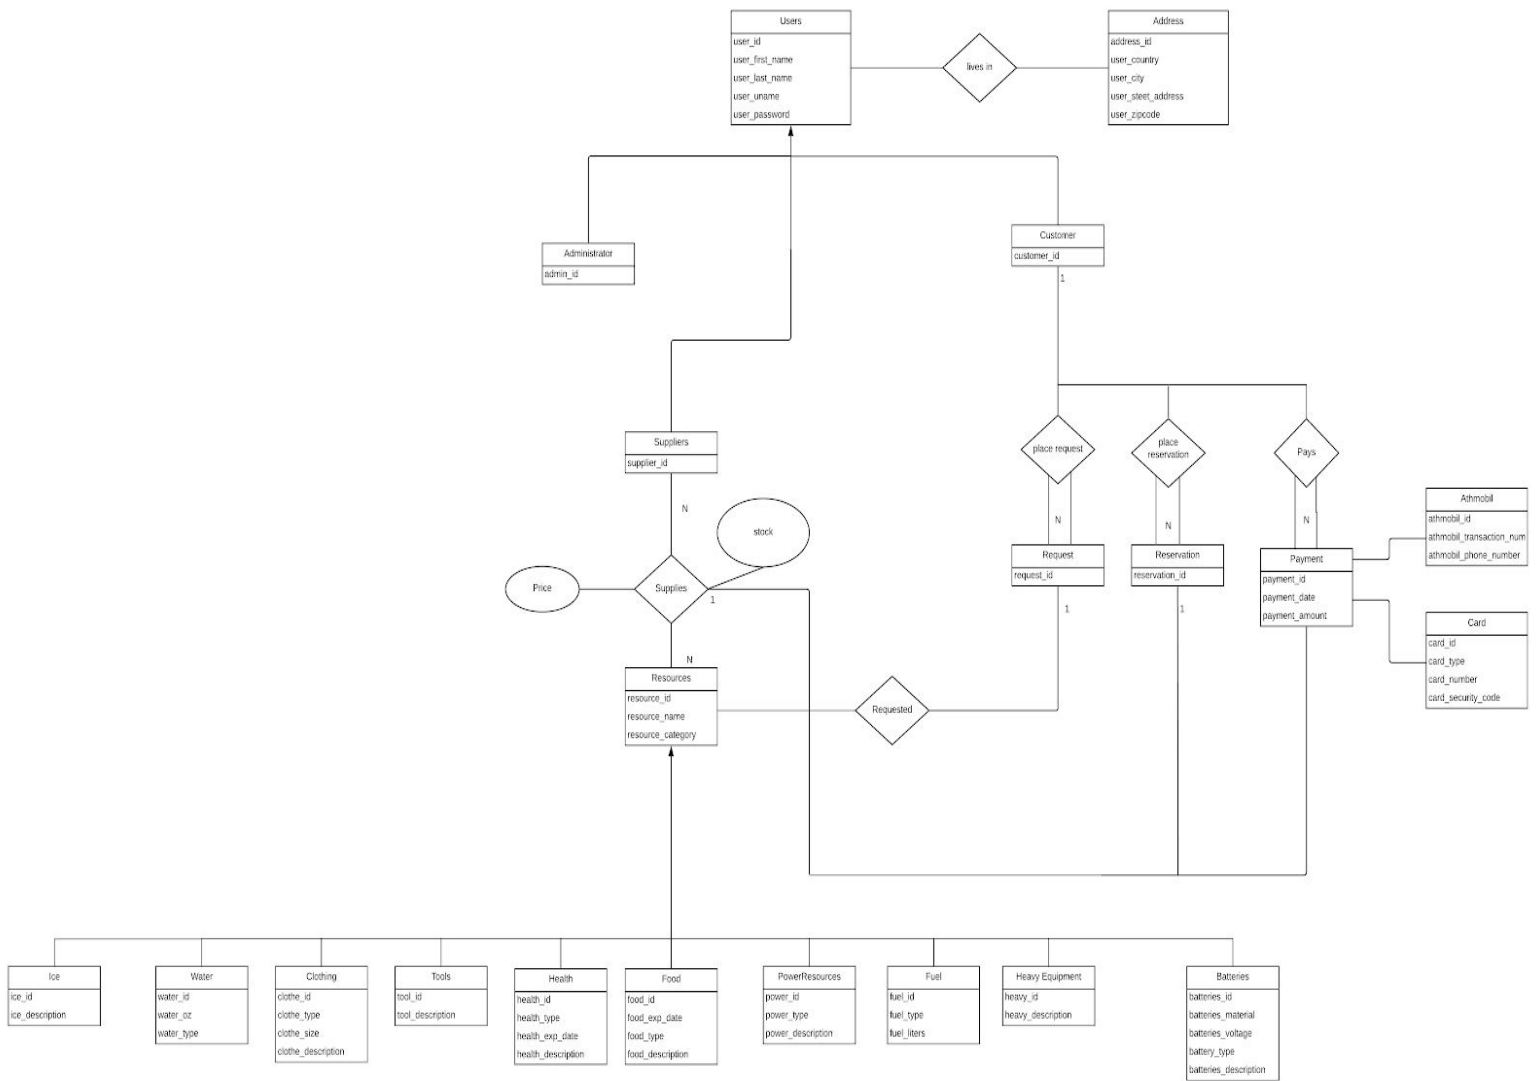 Users
user_id
user_first_name
user_last_name
user_uname
user_password
lives in
Address
address_id
user_country
user_city
user_steet_address
user_zipcode
Administrator
admin_id
Customer
customer_id
1
Suppliers
supplier_id
N
stock
Price
Supplies
1
N
place request
place
reservation
Pays
N
N
N
Request
request_id
1
Reservation
reservation_id
1
Payment
payment_id
payment_date
payment_amount
Athmobil
athmobil_id
athmobil_transaction_num
athmobil_phone_number
Card
card_id
card_type
card_number
card_security_code
Resources
resource_id
resource_name
resource_category
Requested
Ice
ice_id
ice_description
Water
water_id
water_oz
water_type
Clothing
clothe_id
clothe_type
clothe_size
clothe_description
Tools
tool_id
tool_description
Health
health_id
health_type
health_exp_date
health_description
Food
food_id
food_exp_date
food_type
food_description
PowerResources
power_id
power_type
power_description
Fuel
fuel_id
fuel_type
fuel_liters
Heavy Equipment
heavy_id
heavy_description
Batteries
batteries_id
batteries_material
batteries_voltage
battery_type
batteries_description